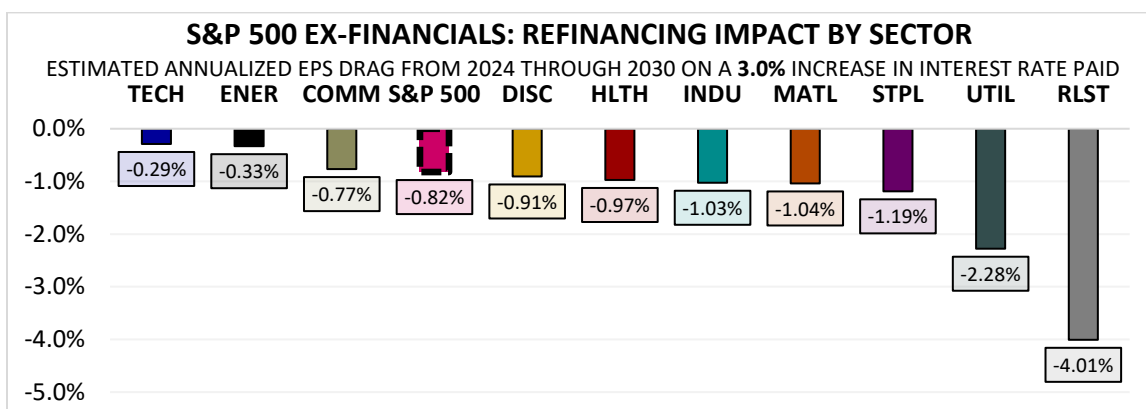 S&P 500 EX-FINANCIALS: REFINANCING IMPACT BY SECTOR
ESTIMATED ANNUALIZED EPS DRAG FROM 2024 THROUGH 2030 ON A 3.0% INCREASE IN INTEREST RATE PAID
TECH ENER COMM S&P 500 DISC HLTH INDU MATL STPL UTIL RLST
0.0%
-0.29% -0.33% -0.77% -0.82% -0.91% -0.97% -1.03% -1.04% -1.19%
-1.0%
-2.0%
-2.28%
-3.0%
-4.0%
-4.01%
-5.0%